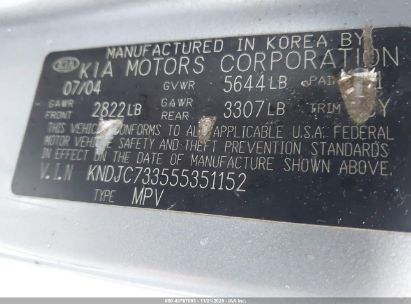 MANUFACTURED IN KOREA BY
KIA KIA MOTORS CORPORATION
07/04 GVWR 5644LB PAINT
GAWR FRONT 2822LB GAWR REAR 3307LB TRIM
THIS VEHICLE CONFORMS TO ALL APPLICABLE U.S.A. FEDERAL
MOTOR VEHICLE SAFETY AND THEFT PREVENTION STANDARDS
IN EFFECT ON THE DATE OF MANUFACTURE SHOWN ABOVE.
V.I.N KNDJC733555351152
TYPE MPV